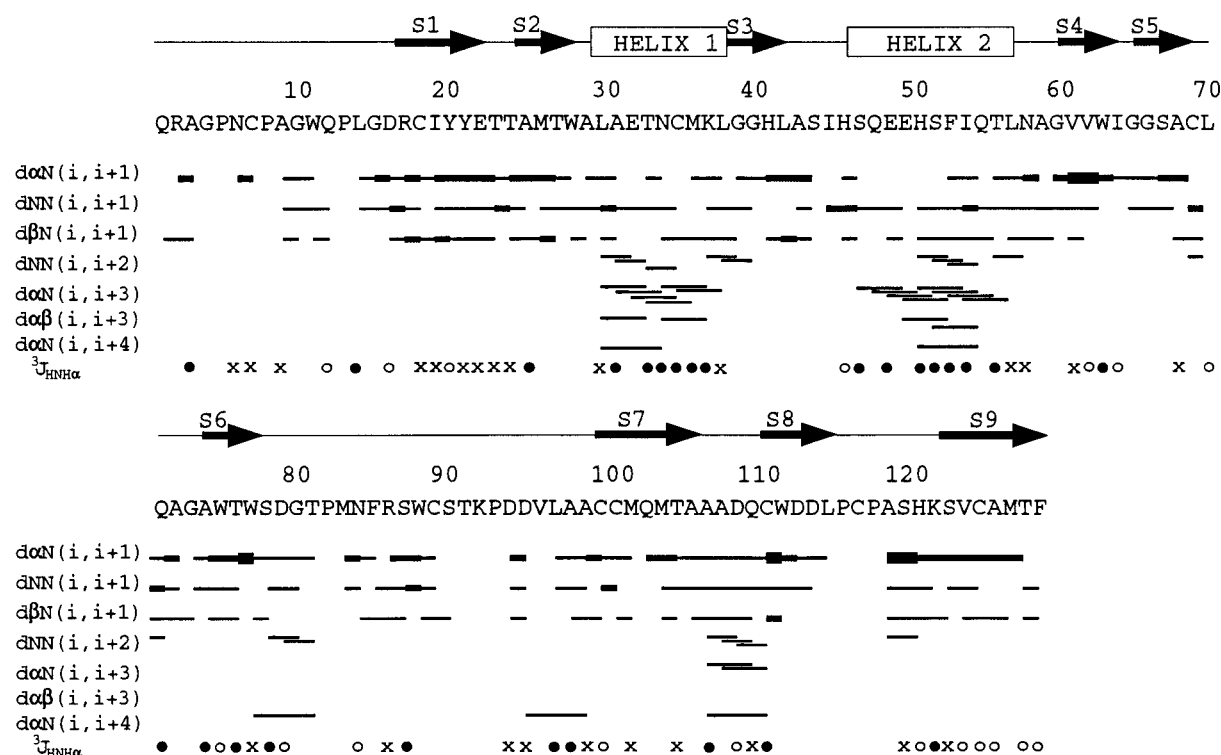 S1 S2 HELIX 1 S3 HELIX 2 S4 S5
10 20 30 40 50 60 70
QRAGPNCPAGWQPLGDRCIYYETTAMTWALAETNCMKLGGHLASIHSQEEHSFIQTLNAGVVWIGGSACL
dαN(i,i+1)
dNN(i,i+1)
dβN(i,i+1)
dNN(i,i+2)
dαN(i,i+3)
dαβ(i,i+3)
dαN(i,i+4)
³JHNHα
S6 S7 S8 S9
80 90 100 110 120
QAGAWTWSDGTPMNFRSWCSTKPDDVLAACCMQMTAAADQCWDDLPCPASHKSVCAMTF
dαN(i,i+1)
dNN(i,i+1)
dβN(i,i+1)
dNN(i,i+2)
dαN(i,i+3)
dαβ(i,i+3)
dαN(i,i+4)
³JHNHα